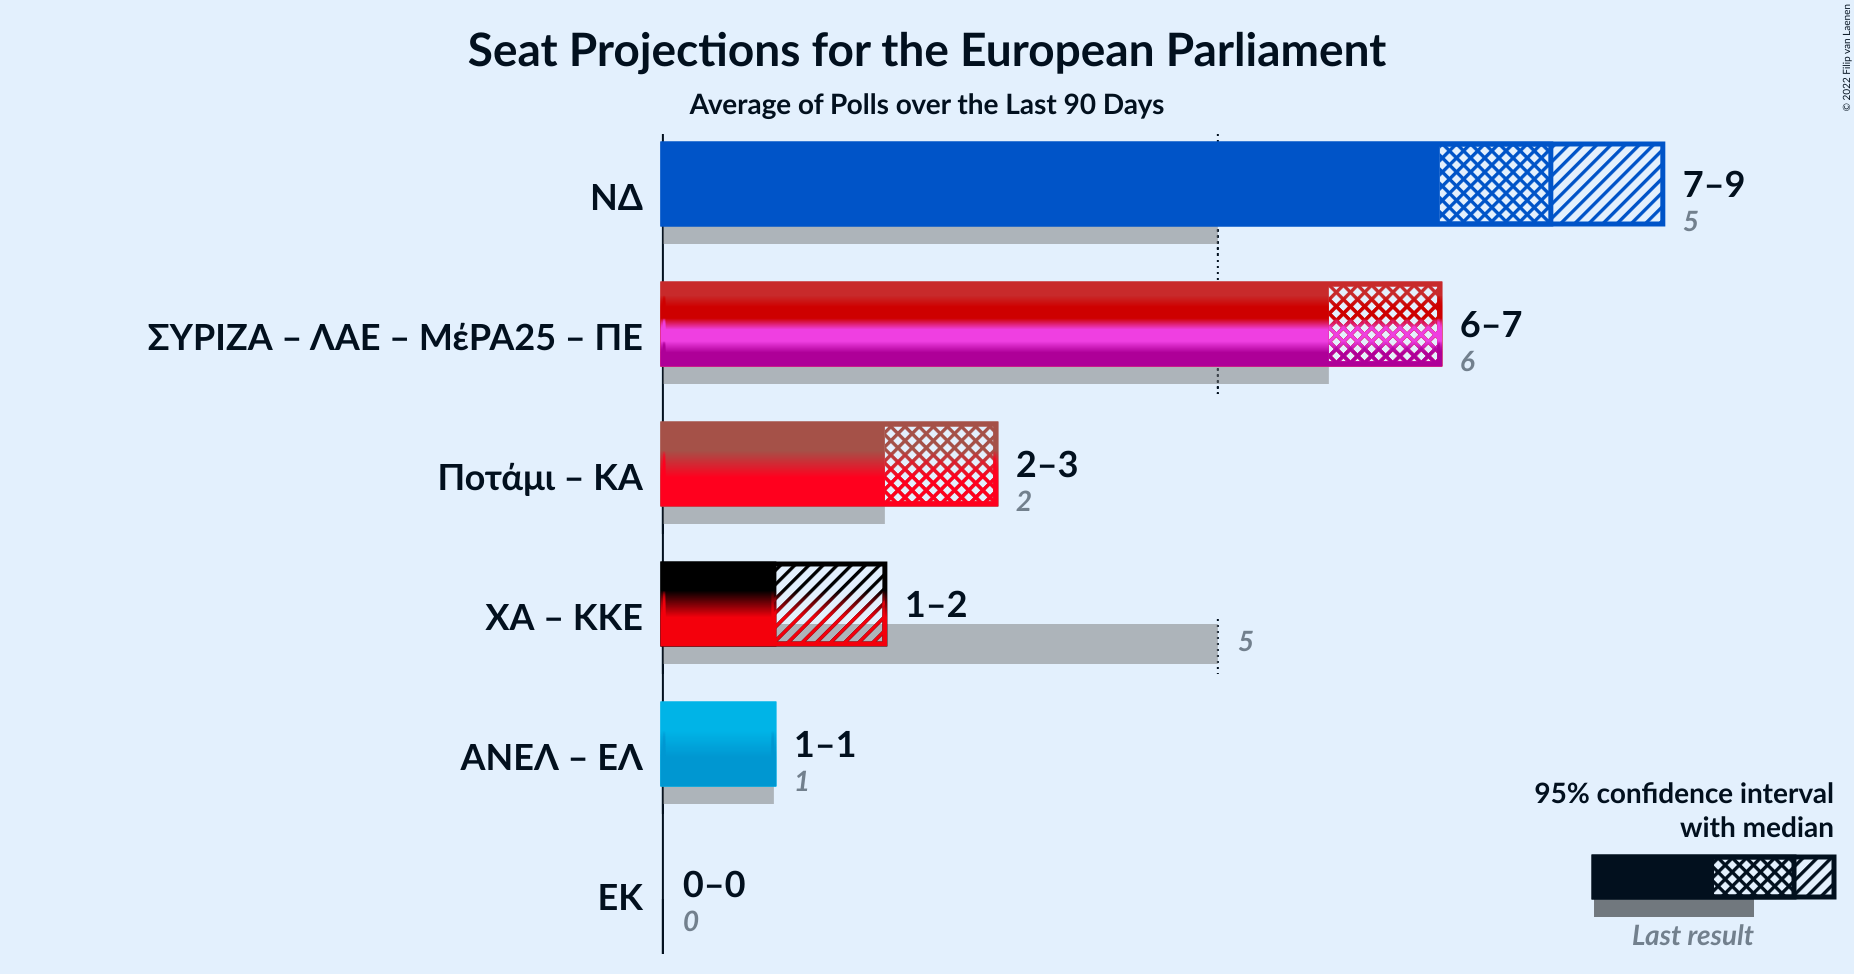 Seat Projections for the European Parliament
Average of Polls over the Last 90 Days
© 2022 Filip van Laenen
ΝΔ
7–9
5
ΣΥΡΙΖΑ – ΛΑΕ – ΜέΡΑ25 – ΠΕ
6–7
6
Ποτάμι – ΚΑ
2–3
2
ΧΑ – ΚΚΕ
1–2
5
ΑΝΕΛ – ΕΛ
1–1
1
ΕΚ
0–0
0
95% confidence interval
with median
Last result